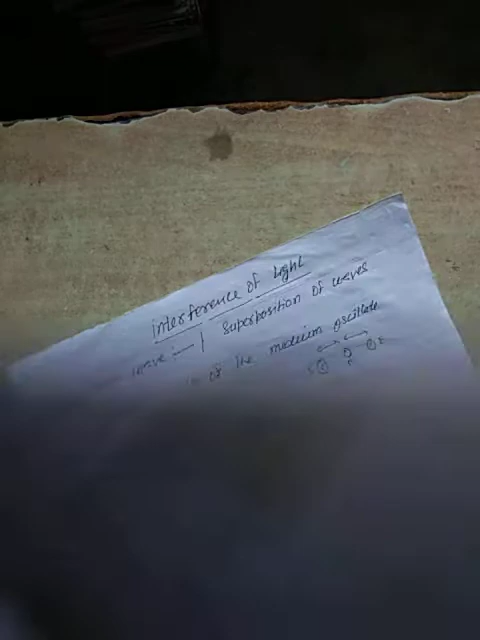 Interference of Light
wave :- | Superposition of waves
of the medium oscillate